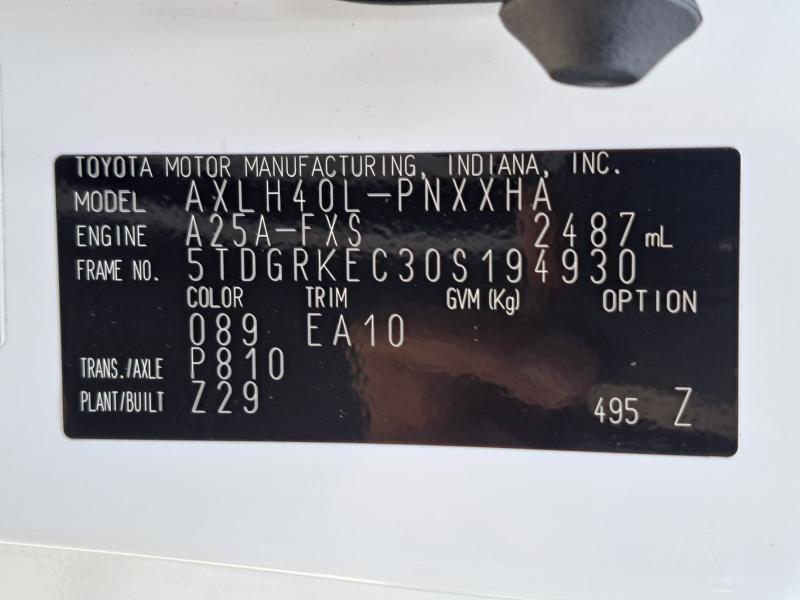 TOYOTA MOTOR MANUFACTURING, INDIANA, INC.
MODEL AXLH40L-PNXXHA
ENGINE A25A-FXS 2487mL
FRAME NO. 5TDGRKEC30S194930
COLOR TRIM GVM (Kg) OPTION
089 EA10
TRANS./AXLE P810
PLANT/BUILT Z29 495 Z